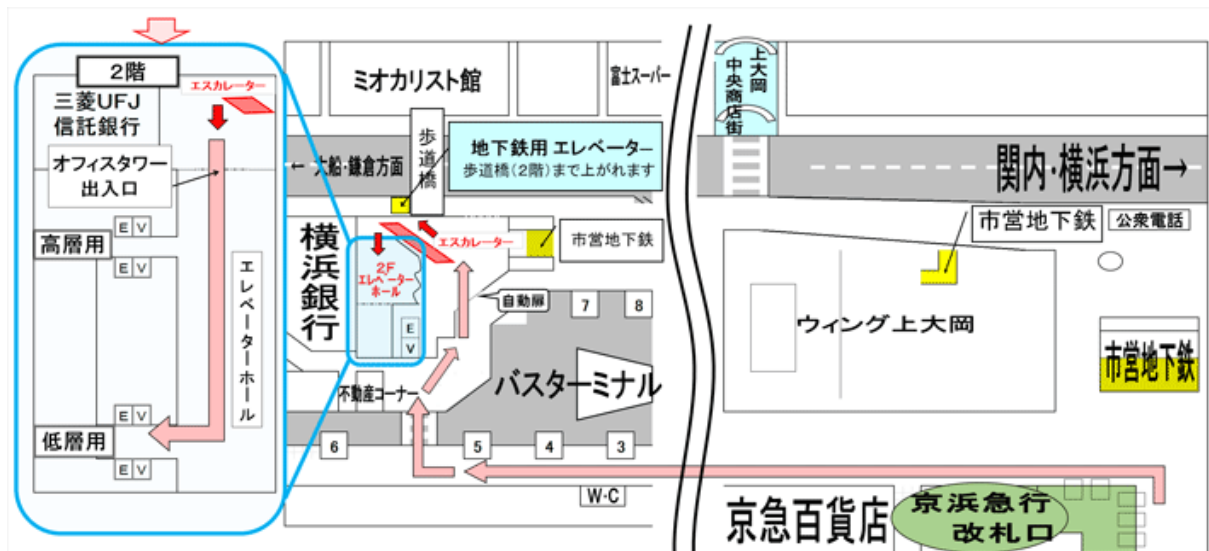 2階
エスカレーター
三菱UFJ
信託銀行
オフィスタワー
出入口
EV
高層用
EV
エレベーターホール
EV
低層用
EV
ミオカリスト館
富士スーパー
上大岡
中央商店街
歩道橋
地下鉄用 エレベーター
歩道橋(2階)まで上がれます
← 大船・鎌倉方面
関内・横浜方面→
横浜銀行
エスカレーター
市営地下鉄
2F
エレベーター
ホール
EV
自動扉
7
8
バスターミナル
不動産コーナー
6
5
4
3
W・C
市営地下鉄
公衆電話
ウィング上大岡
市営地下鉄
京急百貨店
京浜急行
改札口